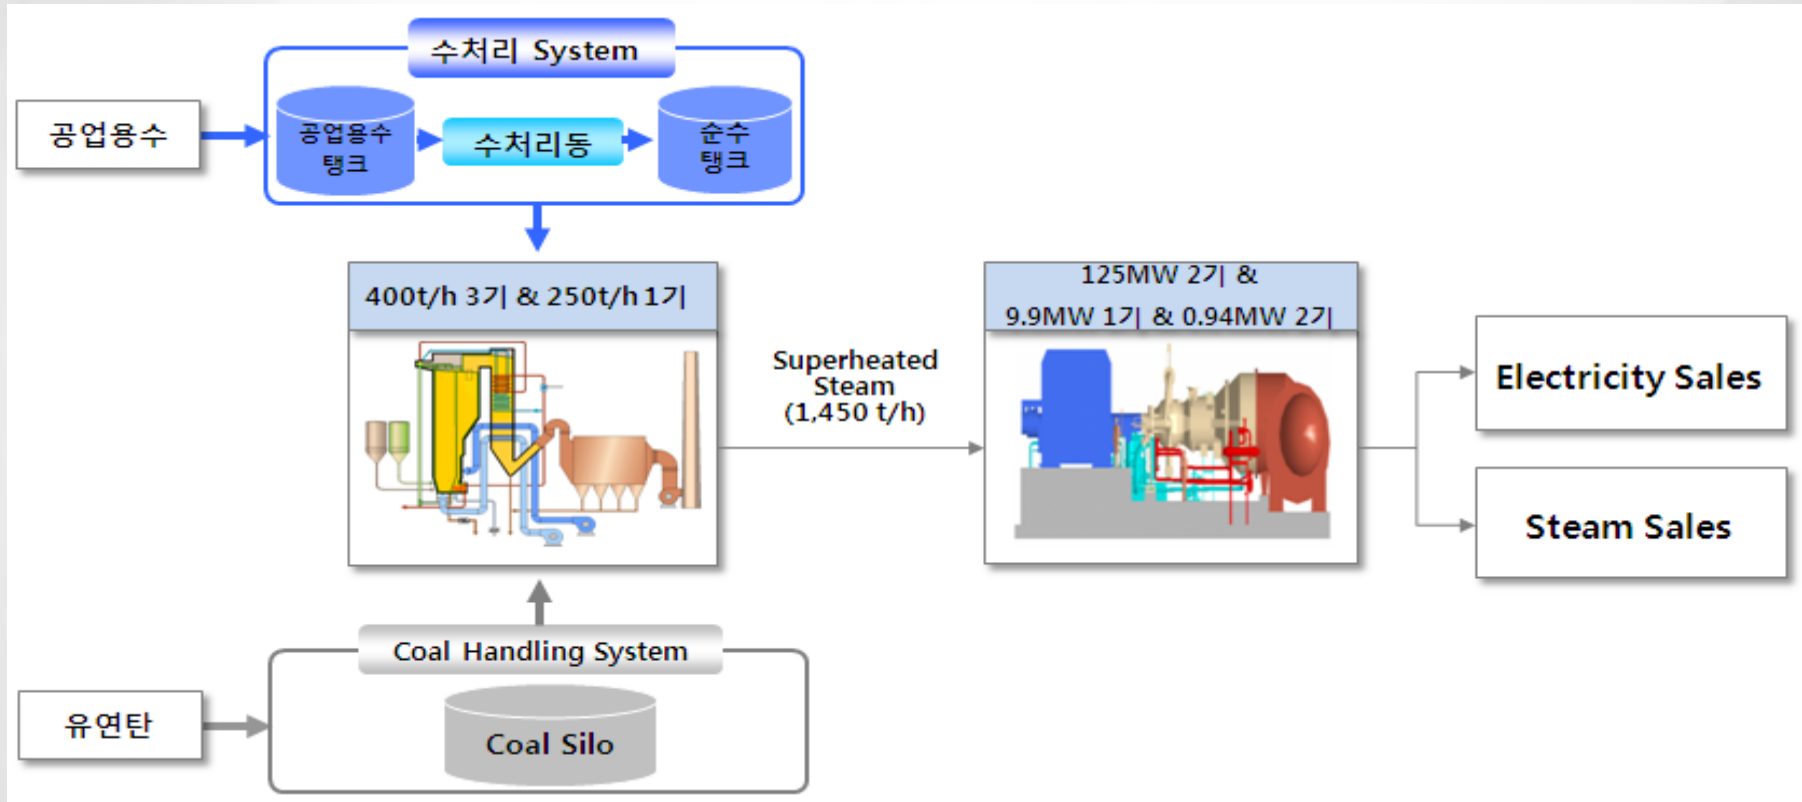 수처리 System
공업용수
공업용수
탱크
수처리동
순수
탱크
400t/h 3기 & 250t/h 1기
125MW 2기 &
9.9MW 1기 & 0.94MW 2기
Superheated
Steam
(1,450 t/h)
Electricity Sales
Steam Sales
Coal Handling System
유연탄
Coal Silo